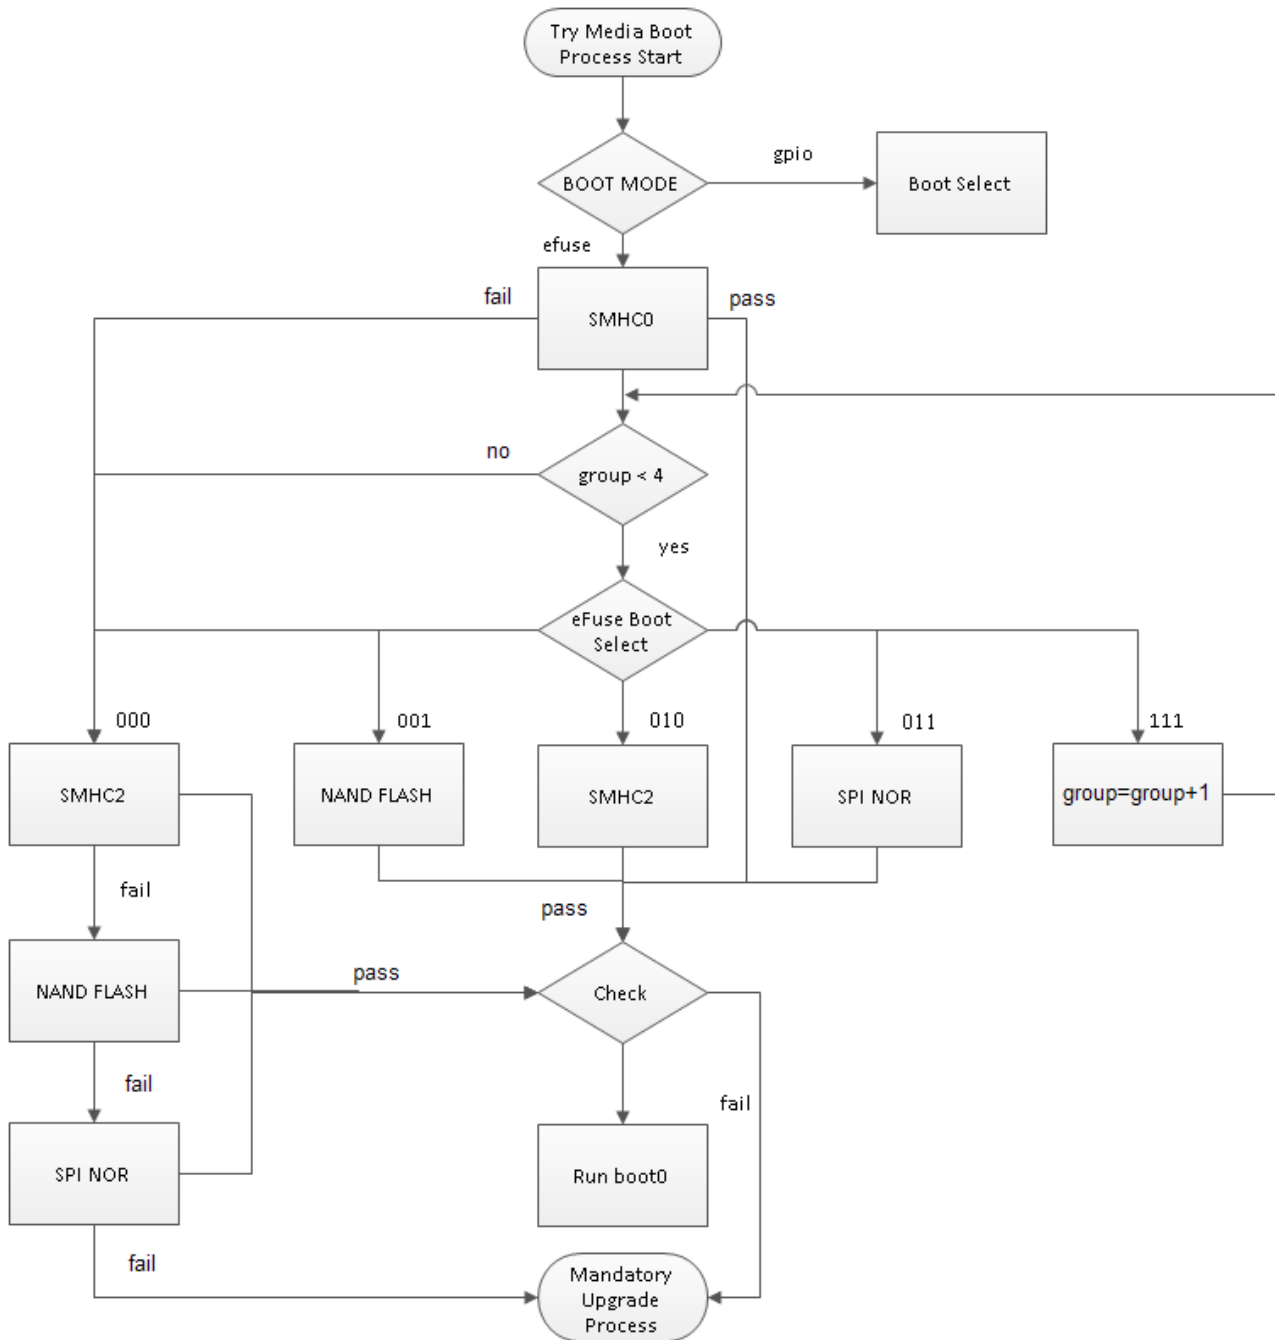 Try Media Boot
Process Start
gpio
BOOT MODE
Boot Select
efuse
fail
pass
SMHC0
no
group < 4
yes
eFuse Boot
Select
000
001
010
011
111
SMHC2
NAND FLASH
SMHC2
SPI NOR
group=group+1
fail
pass
pass
NAND FLASH
Check
fail
fail
SPI NOR
Run boot0
fail
Mandatory
Upgrade
Process